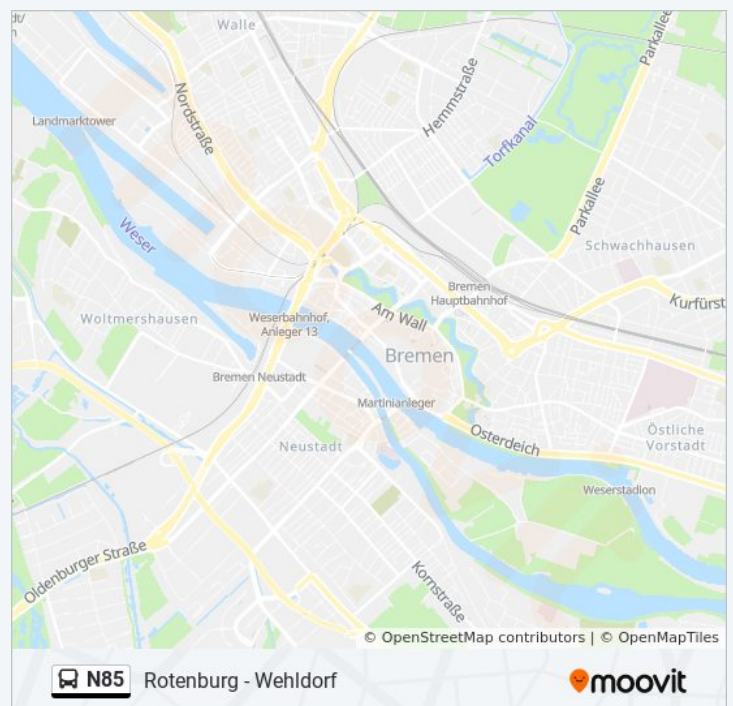 Walle
dt/
n
Parkallee
Hemmstraße
Nordstraße
Landmarktower
Torfkanal
Parkallee
Weser
Schwachhausen
Bremen
Hauptbahnhof
Kurfürst
Woltmershausen
Weserbahnhof,
Anleger 13
Am Wall
Bremen
Bremen Neustadt
Martinianleger
Neustadt
Osterdeich
Östliche
Vorstadt
Weserstadion
Oldenburger Straße
Kornstraße
© OpenStreetMap contributors | © OpenMapTiles
N85 Rotenburg - Wehldorf
moovit